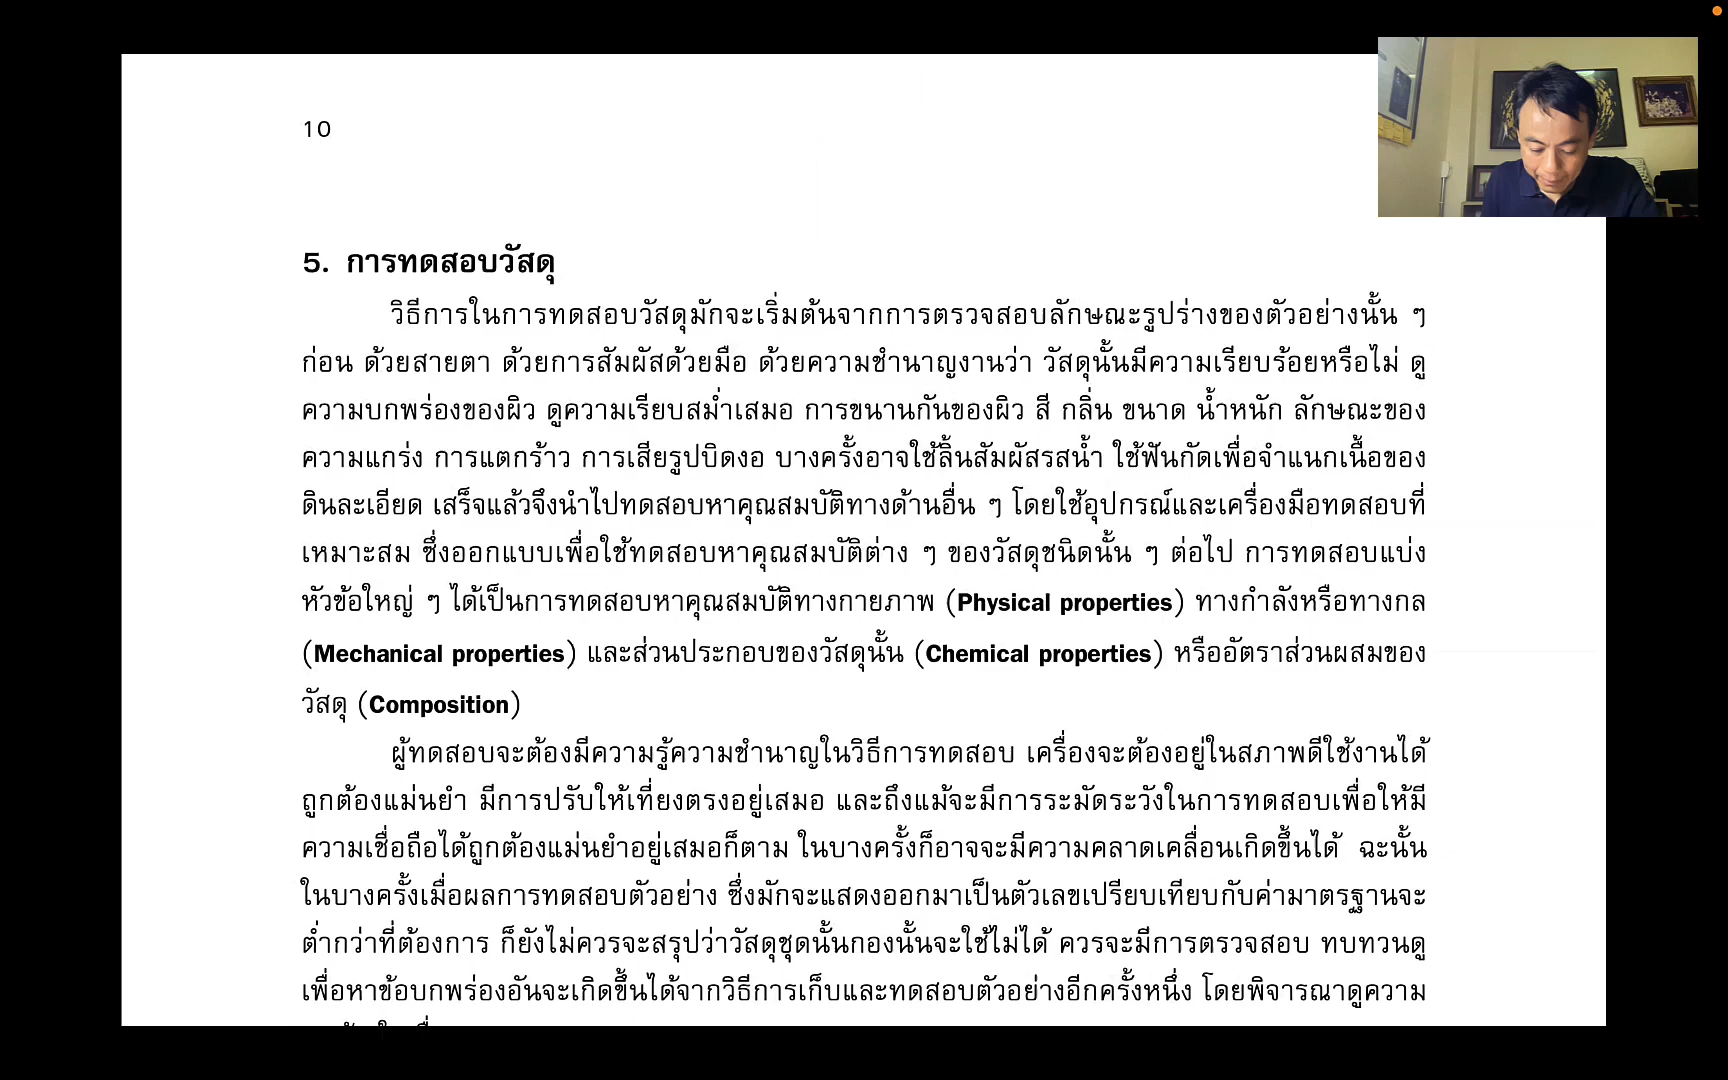 10
5. การทดสอบวัสดุ
วิธีการในการทดสอบวัสดุมักจะเริ่มต้นจากการตรวจสอบลักษณะรูปร่างของตัวอย่างนั้น ๆ
ก่อน ด้วยสายตา ด้วยการสัมผัสด้วยมือ ด้วยความชำนาญงานว่า วัสดุนั้นมีความเรียบร้อยหรือไม่ ดู
ความบกพร่องของผิว ดูความเรียบสม่ำเสมอ การขนานกันของผิว สี กลิ่น ขนาด น้ำหนัก ลักษณะของ
ความแกร่ง การแตกร้าว การเสียรูปบิดงอ บางครั้งอาจใช้ลิ้นสัมผัสรสน้ำ ใช้ฟันกัดเพื่อจำแนกเนื้อของ
ดินละเอียด เสร็จแล้วจึงนำไปทดสอบหาคุณสมบัติทางด้านอื่น ๆ โดยใช้อุปกรณ์และเครื่องมือทดสอบที่
เหมาะสม ซึ่งออกแบบเพื่อใช้ทดสอบหาคุณสมบัติต่าง ๆ ของวัสดุชนิดนั้น ๆ ต่อไป การทดสอบแบ่ง
หัวข้อใหญ่ ๆ ได้เป็นการทดสอบหาคุณสมบัติทางกายภาพ (Physical properties) ทางกำลังหรือทางกล
(Mechanical properties) และส่วนประกอบของวัสดุนั้น (Chemical properties) หรืออัตราส่วนผสมของ
วัสดุ (Composition)
ผู้ทดสอบจะต้องมีความรู้ความชำนาญในวิธีการทดสอบ เครื่องจะต้องอยู่ในสภาพดีใช้งานได้
ถูกต้องแม่นยำ มีการปรับให้เที่ยงตรงอยู่เสมอ และถึงแม้จะมีการระมัดระวังในการทดสอบเพื่อให้มี
ความเชื่อถือได้ถูกต้องแม่นยำอยู่เสมอก็ตาม ในบางครั้งก็อาจจะมีความคลาดเคลื่อนเกิดขึ้นได้ ฉะนั้น
ในบางครั้งเมื่อผลการทดสอบตัวอย่าง ซึ่งมักจะแสดงออกมาเป็นตัวเลขเปรียบเทียบกับค่ามาตรฐานจะ
ต่ำกว่าที่ต้องการ ก็ยังไม่ควรจะสรุปว่าวัสดุชุดนั้นกองนั้นจะใช้ไม่ได้ ควรจะมีการตรวจสอบ ทบทวนดู
เพื่อหาข้อบกพร่องอันจะเกิดขึ้นได้จากวิธีการเก็บและทดสอบตัวอย่างอีกครั้งหนึ่ง โดยพิจารณาดูความ